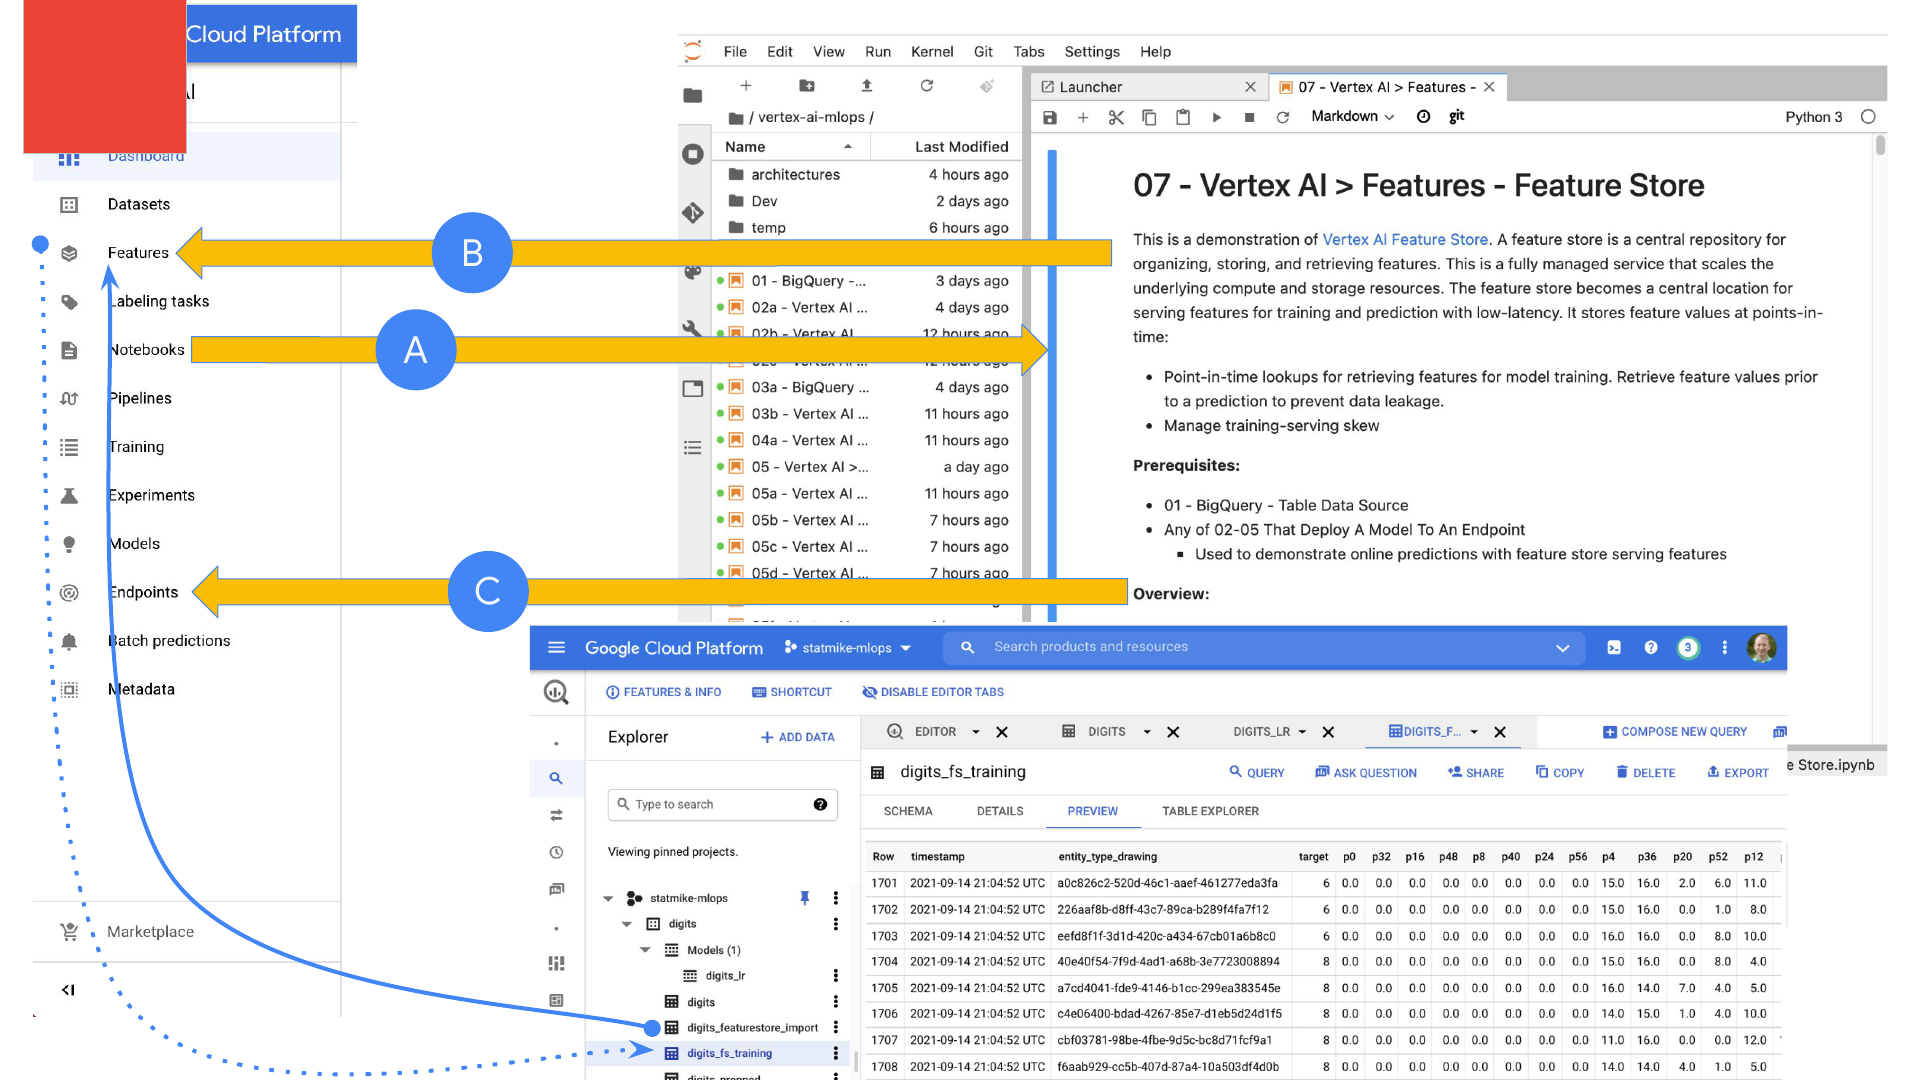 Cloud Platform
Dashboard
Datasets
Features
Labeling tasks
Notebooks
Pipelines
Training
Experiments
Models
Endpoints
Batch predictions
Metadata
Marketplace
B
A
C
File Edit View Run Kernel Git Tabs Settings Help
/ vertex-ai-mlops /
Name Last Modified
architectures 4 hours ago
Dev 2 days ago
temp 6 hours ago
01 - BigQuery -... 3 days ago
02a - Vertex AI ... 4 days ago
02b - Vertex AI 12 hours ago
03a - BigQuery ... 4 days ago
03b - Vertex AI ... 11 hours ago
04a - Vertex AI ... 11 hours ago
05 - Vertex AI >... a day ago
05a - Vertex AI ... 11 hours ago
05b - Vertex AI ... 7 hours ago
05c - Vertex AI ... 7 hours ago
05d - Vertex AI ... 7 hours ago
Launcher
07 - Vertex AI > Features -
Markdown git Python 3
07 - Vertex AI > Features - Feature Store
This is a demonstration of Vertex AI Feature Store. A feature store is a central repository for
organizing, storing, and retrieving features. This is a fully managed service that scales the
underlying compute and storage resources. The feature store becomes a central location for
serving features for training and prediction with low-latency. It stores feature values at points-in-
time:
• Point-in-time lookups for retrieving features for model training. Retrieve feature values prior
to a prediction to prevent data leakage.
• Manage training-serving skew
Prerequisites:
• 01 - BigQuery - Table Data Source
• Any of 02-05 That Deploy A Model To An Endpoint
▪ Used to demonstrate online predictions with feature store serving features
Overview:
e Store.ipynb
Google Cloud Platform statmike-mlops Search products and resources 3
FEATURES & INFO SHORTCUT DISABLE EDITOR TABS
Explorer + ADD DATA
Type to search
Viewing pinned projects.
statmike-mlops
digits
Models (1)
digits_lr
digits
digits_featurestore_import
digits_fs_training
EDITOR DIGITS DIGITS_LR DIGITS_F... COMPOSE NEW QUERY
digits_fs_training QUERY ASK QUESTION SHARE COPY DELETE EXPORT
SCHEMA DETAILS PREVIEW TABLE EXPLORER
Row timestamp entity_type_drawing target p0 p32 p16 p48 p8 p40 p24 p56 p4 p36 p20 p52 p12
1701 2021-09-14 21:04:52 UTC a0c826c2-520d-46c1-aaef-461277eda3fa 6 0.0 0.0 0.0 0.0 0.0 0.0 0.0 0.0 15.0 16.0 2.0 6.0 11.0
1702 2021-09-14 21:04:52 UTC 226aaf8b-d8ff-43c7-89ca-b289f4fa7f12 6 0.0 0.0 0.0 0.0 0.0 0.0 0.0 0.0 15.0 16.0 0.0 1.0 8.0
1703 2021-09-14 21:04:52 UTC eefd8f1f-3d1d-420c-a434-67cb01a6b8c0 6 0.0 0.0 0.0 0.0 0.0 0.0 0.0 0.0 16.0 16.0 0.0 8.0 10.0
1704 2021-09-14 21:04:52 UTC 40e40f54-7f9d-4ad1-a68b-3e7723008894 8 0.0 0.0 0.0 0.0 0.0 0.0 0.0 0.0 15.0 16.0 0.0 8.0 4.0
1705 2021-09-14 21:04:52 UTC a7cd4041-fde9-4146-b1cc-299ea383545e 8 0.0 0.0 0.0 0.0 0.0 0.0 0.0 0.0 16.0 14.0 7.0 4.0 5.0
1706 2021-09-14 21:04:52 UTC c4e06400-bdad-4267-85e7-d1eb5d24d1f5 8 0.0 0.0 0.0 0.0 0.0 0.0 0.0 0.0 14.0 15.0 1.0 4.0 10.0
1707 2021-09-14 21:04:52 UTC cbf03781-98be-4fbe-9d5c-bc8d71fcf9a1 8 0.0 0.0 0.0 0.0 0.0 0.0 0.0 0.0 11.0 16.0 0.0 0.0 12.0
1708 2021-09-14 21:04:52 UTC f6aab929-cc5b-407d-87a4-10a503df4d0b 8 0.0 0.0 0.0 0.0 0.0 0.0 0.0 0.0 14.0 14.0 4.0 1.0 5.0